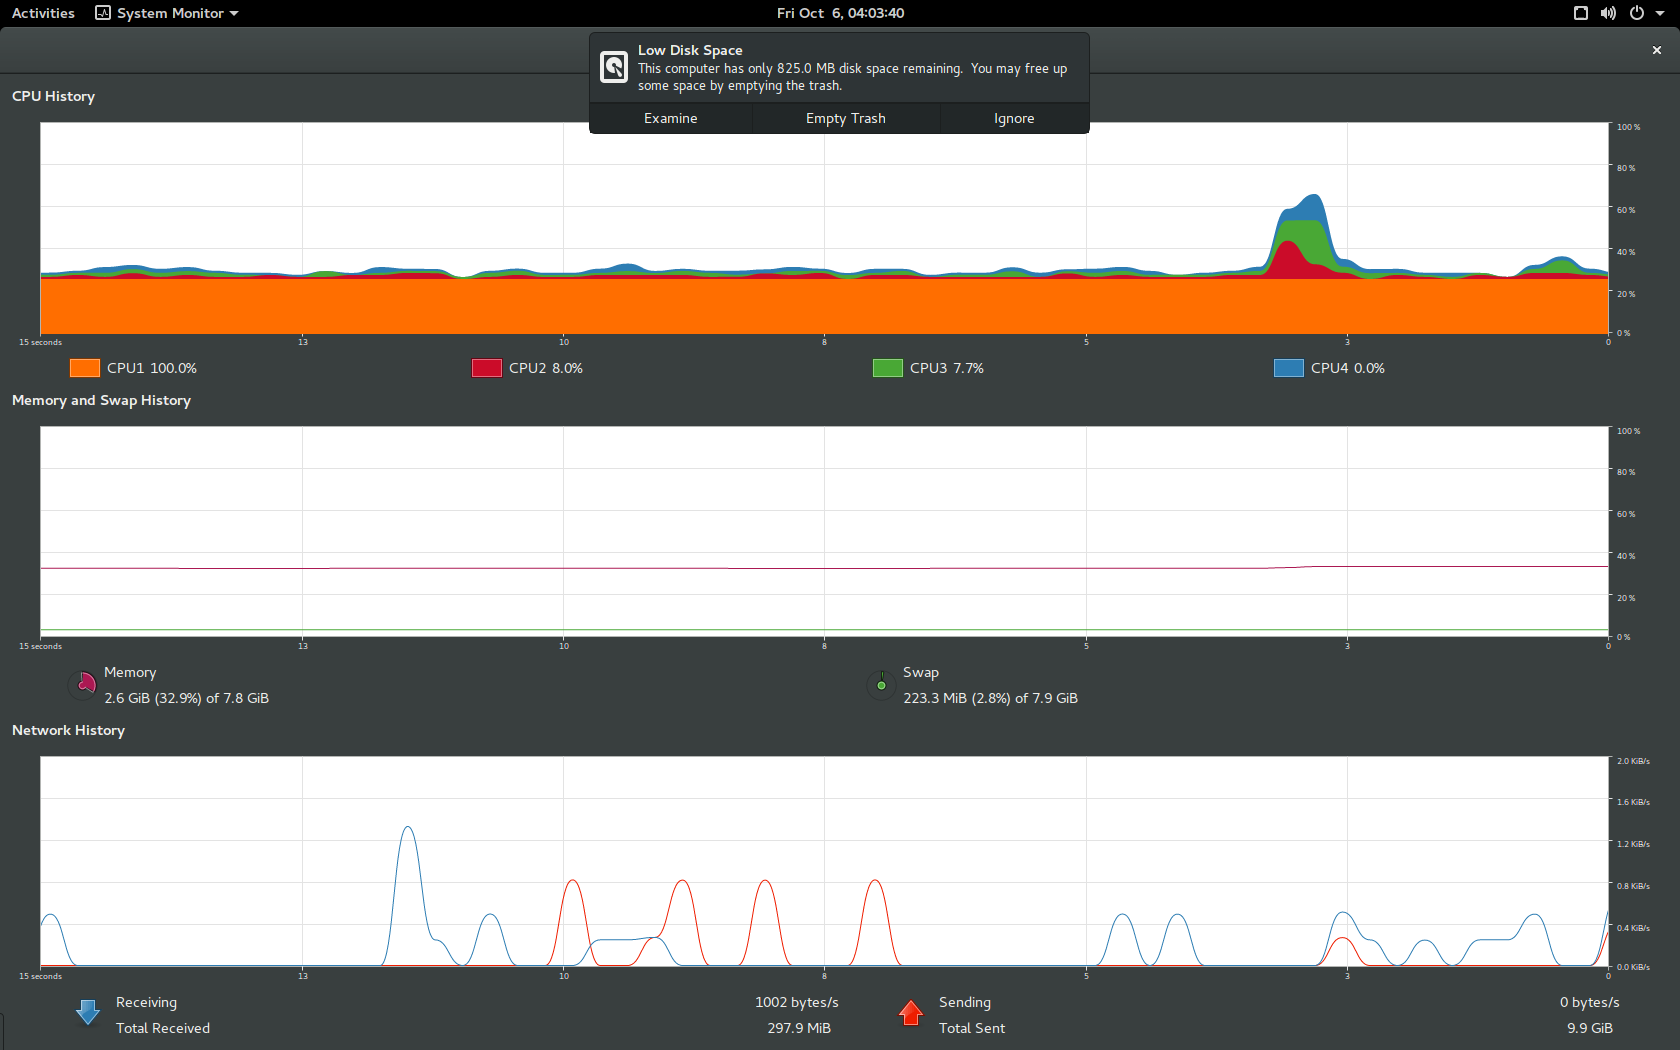 Activities System Monitor Fri Oct 6, 04:03:40
Low Disk Space
This computer has only 825.0 MB disk space remaining. You may free up
some space by emptying the trash.
Examine Empty Trash Ignore
CPU History
100 %
80 %
60 %
40 %
20 %
0 %
15 seconds 13 10 8 5 3 0
CPU1 100.0% CPU2 8.0% CPU3 7.7% CPU4 0.0%
Memory and Swap History
100 %
80 %
60 %
40 %
20 %
0 %
15 seconds 13 10 8 5 3 0
Memory Swap
2.6 GiB (32.9%) of 7.8 GiB 223.3 MiB (2.8%) of 7.9 GiB
Network History
2.0 KiB/s
1.6 KiB/s
1.2 KiB/s
0.8 KiB/s
0.4 KiB/s
0.0 KiB/s
15 seconds 13 10 8 5 3 0
Receiving 1002 bytes/s Sending 0 bytes/s
Total Received 297.9 MiB Total Sent 9.9 GiB